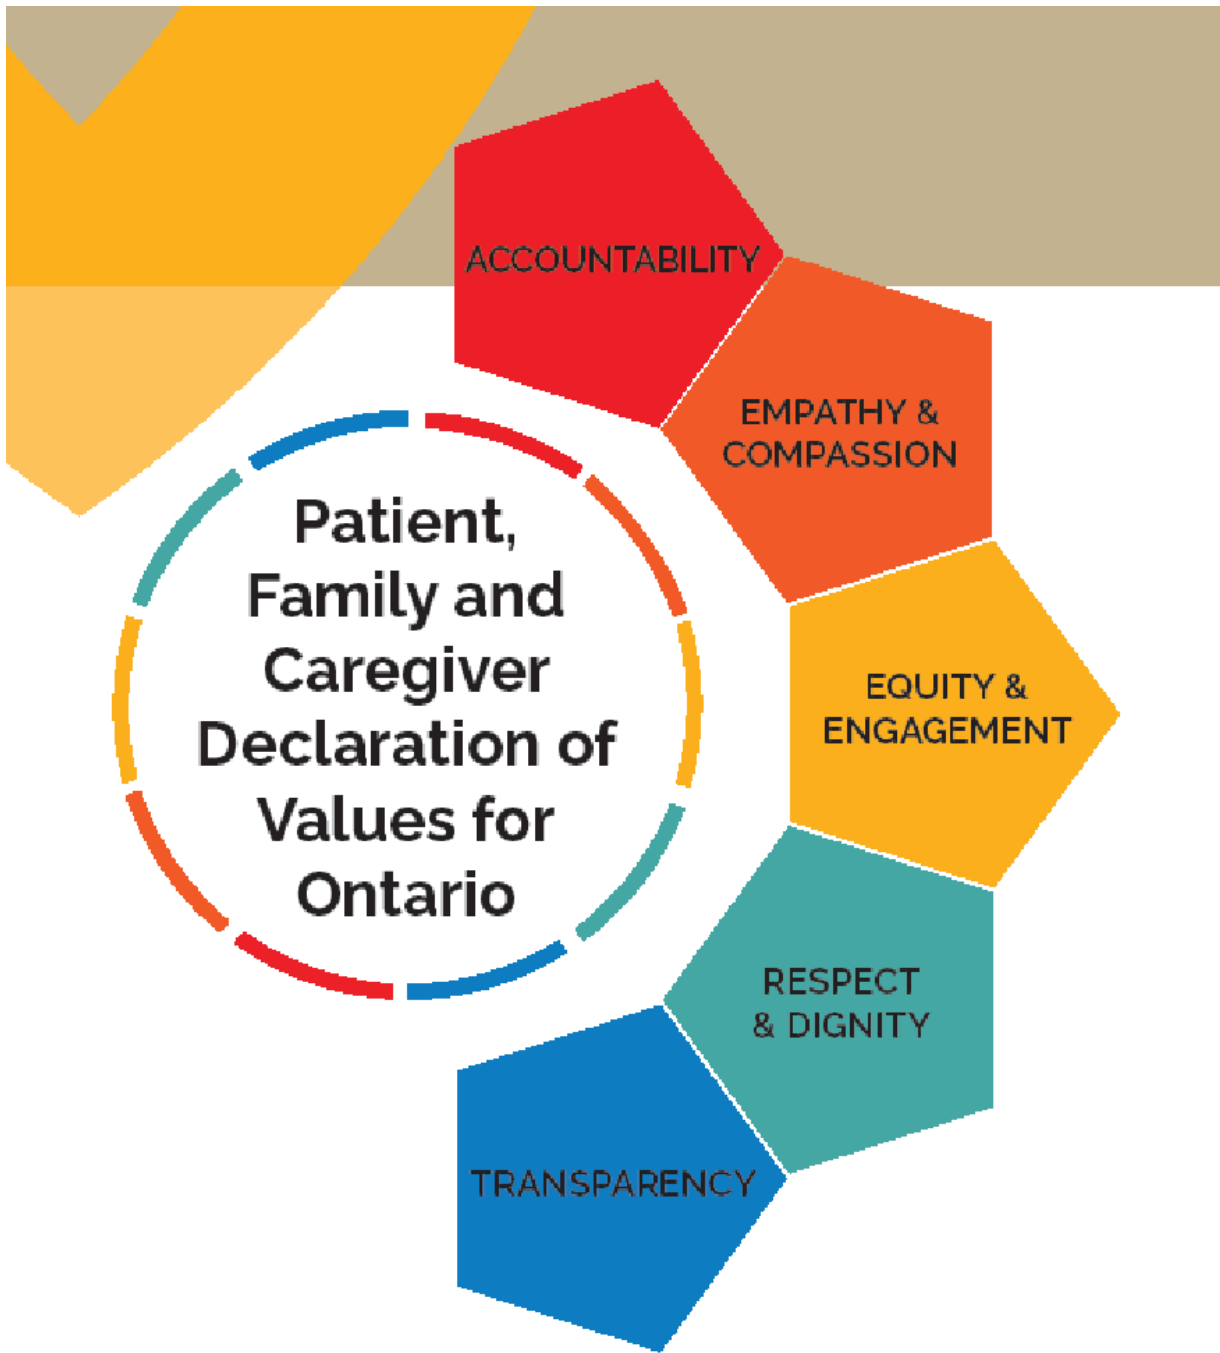 ACCOUNTABILITY
EMPATHY &
COMPASSION
Patient,
Family and
Caregiver
Declaration of
Values for
Ontario
EQUITY &
ENGAGEMENT
RESPECT
& DIGNITY
TRANSPARENCY